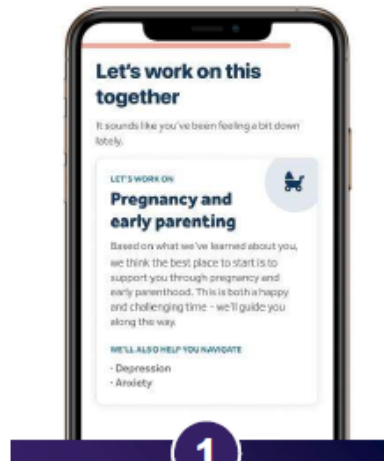 Let's work on this
together
It sounds like you've been feeling a bit down
lately.
LET'S WORK ON
Pregnancy and
early parenting
Based on what we've learned about you,
we think the best place to start is to
support you through pregnancy and
early parenthood. This is both a happy
and challenging time - we'll guide you
along the way.
WE'LL ALSO HELP YOU NAVIGATE
· Depression
· Anxiety
1